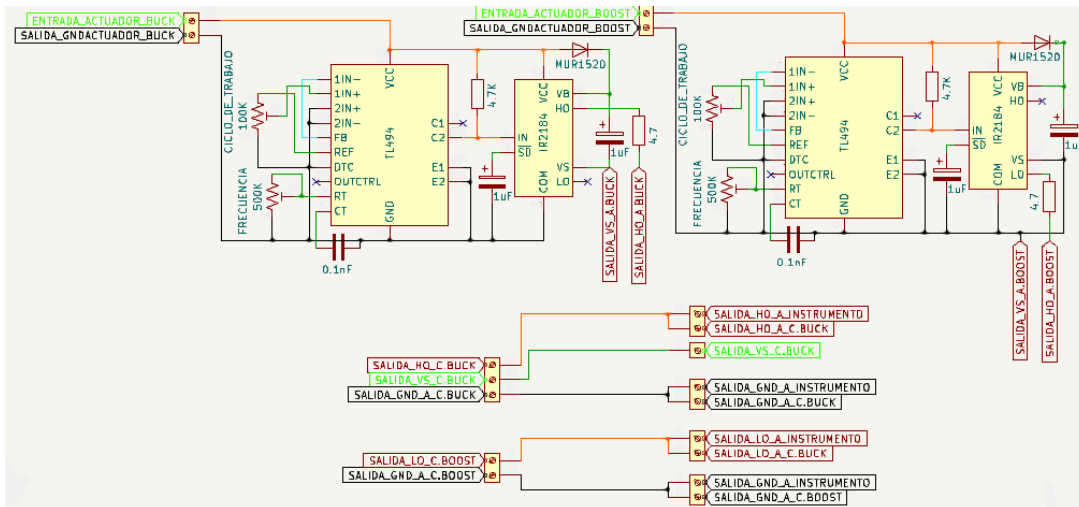 ENTRADA_ACTUADOR_BUCK
SALIDA_GNDACTUADOR_BUCK
CICLO_DE_TRABAJO
100K
FRECUENCIA
500K
1IN-
1IN+
2IN+
2IN-
FB
REF
DTC
OUTCTRL
RT
CT
VCC
TL494
GND
C1
C2
E1
E2
0.1nF
4.7K
1uF
MUR1520
VCC
IN
SD
IR2184
COM
VB
HO
VS
LO
1uF
4.7
SALIDA_VS_A.BUCK
SALIDA_HO_A.BUCK
ENTRADA_ACTUADOR_BOOST
SALIDA_GNDACTUADOR_BOOST
CICLO_DE_TRABAJO
100K
FRECUENCIA
500K
1IN-
1IN+
2IN+
2IN-
FB
REF
DTC
OUTCTRL
RT
CT
VCC
TL494
GND
C1
C2
E1
E2
0.1nF
4.7K
1uF
MUR1520
VCC
IN
SD
IR2184
COM
VB
HO
VS
LO
1u
4.7
SALIDA_VS_A.BOOST
SALIDA_HO_A.BOOST
SALIDA_HO_C.BUCK
SALIDA_VS_C.BUCK
SALIDA_GND_A_C.BUCK
SALIDA_HO_A_INSTRUMENTO
SALIDA_HO_A_C.BUCK
SALIDA_VS_C.BUCK
SALIDA_GND_A_INSTRUMENTO
SALIDA_GND_A_C.BUCK
SALIDA_LO_C.BOOST
SALIDA_GND_A_C.BOOST
SALIDA_LO_A_INSTRUMENTO
SALIDA_LO_A_C.BUCK
SALIDA_GND_A_INSTRUMENTO
SALIDA_GND_A_C.BOOST